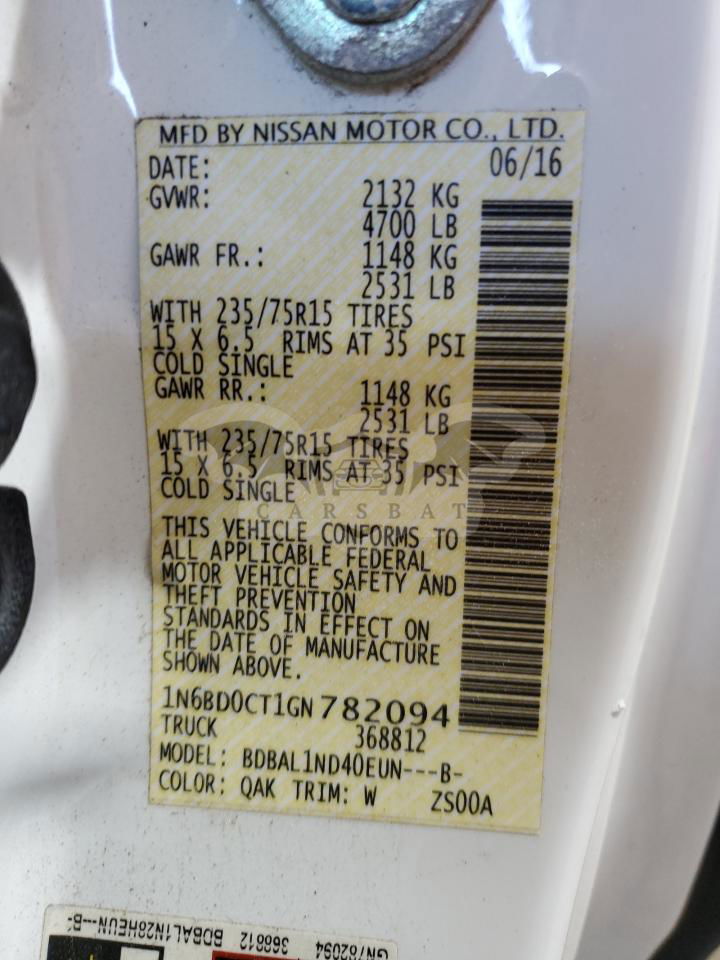 MFD BY NISSAN MOTOR CO., LTD.
DATE: 06/16
GVWR: 2132 KG
4700 LB
GAWR FR.: 1148 KG
2531 LB
WITH 235/75R15 TIRES
15 X 6.5 RIMS AT 35 PSI
COLD SINGLE
GAWR RR.: 1148 KG
2531 LB
WITH 235/75R15 TIRES
15 X 6.5 RIMS AT 35 PSI
COLD SINGLE
CARSBAT
THIS VEHICLE CONFORMS TO
ALL APPLICABLE FEDERAL
MOTOR VEHICLE SAFETY AND
THEFT PREVENTION
STANDARDS IN EFFECT ON
THE DATE OF MANUFACTURE
SHOWN ABOVE.
1N6BD0CT1GN782094
TRUCK 368812
MODEL: BDBAL1ND40EUN---B-
COLOR: QAK TRIM: W ZS00A
GN782094 368812 BDBAL1N28HEUN---B-